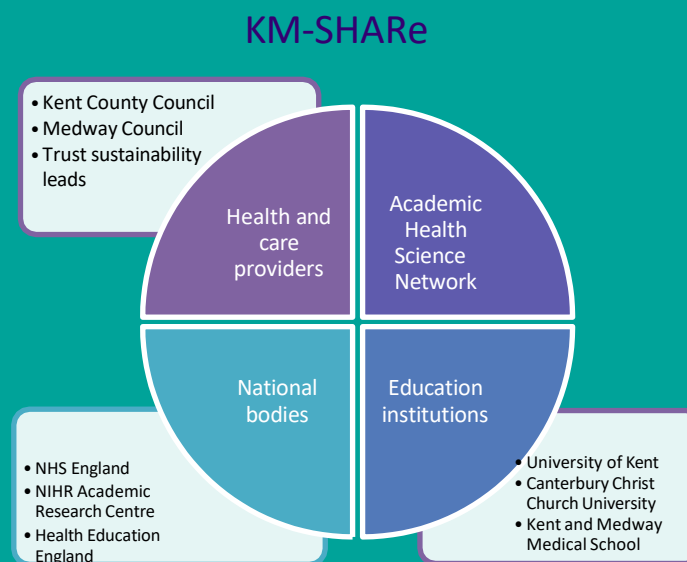 KM-SHARe
• Kent County Council
• Medway Council
• Trust sustainability
leads
Health and
care
providers
Academic
Health
Science
Network
National
bodies
Education
institutions
• NHS England
• NIHR Academic
Research Centre
• Health Education
England
• University of Kent
• Canterbury Christ
Church University
• Kent and Medway
Medical School